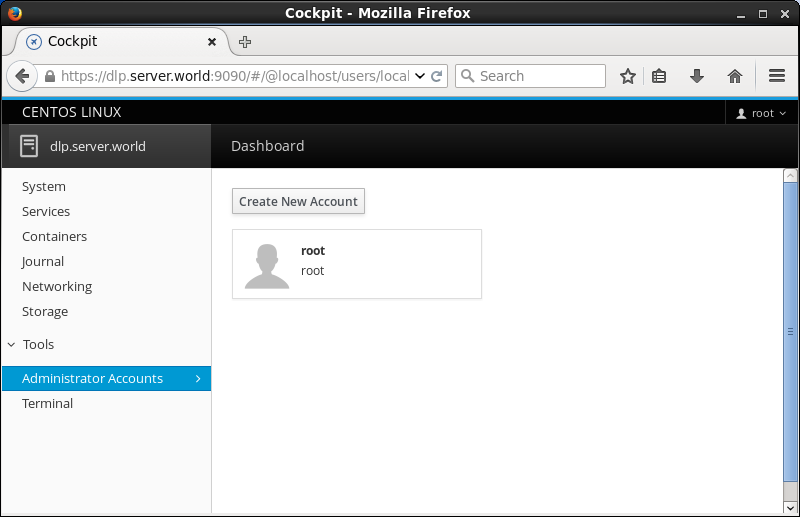 Cockpit - Mozilla Firefox
Cockpit
https://dlp.server.world:9090/#/@localhost/users/local
Search
CENTOS LINUX
root
dlp.server.world
Dashboard
System
Services
Containers
Journal
Networking
Storage
Tools
Administrator Accounts
Terminal
Create New Account
root
root